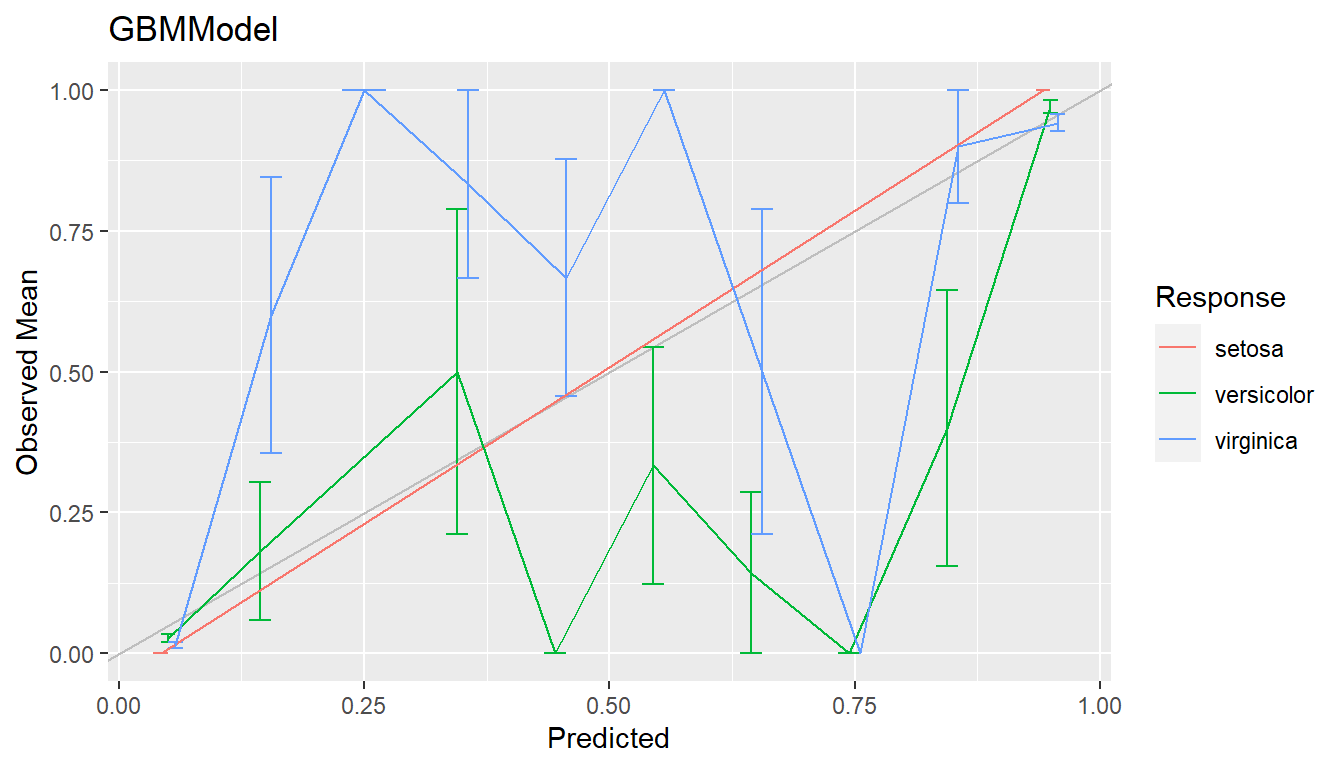 GBMModel
1.00
0.75
0.50
0.25
0.00
Observed Mean
0.00 0.25 0.50 0.75 1.00
Predicted
Response
setosa
versicolor
virginica